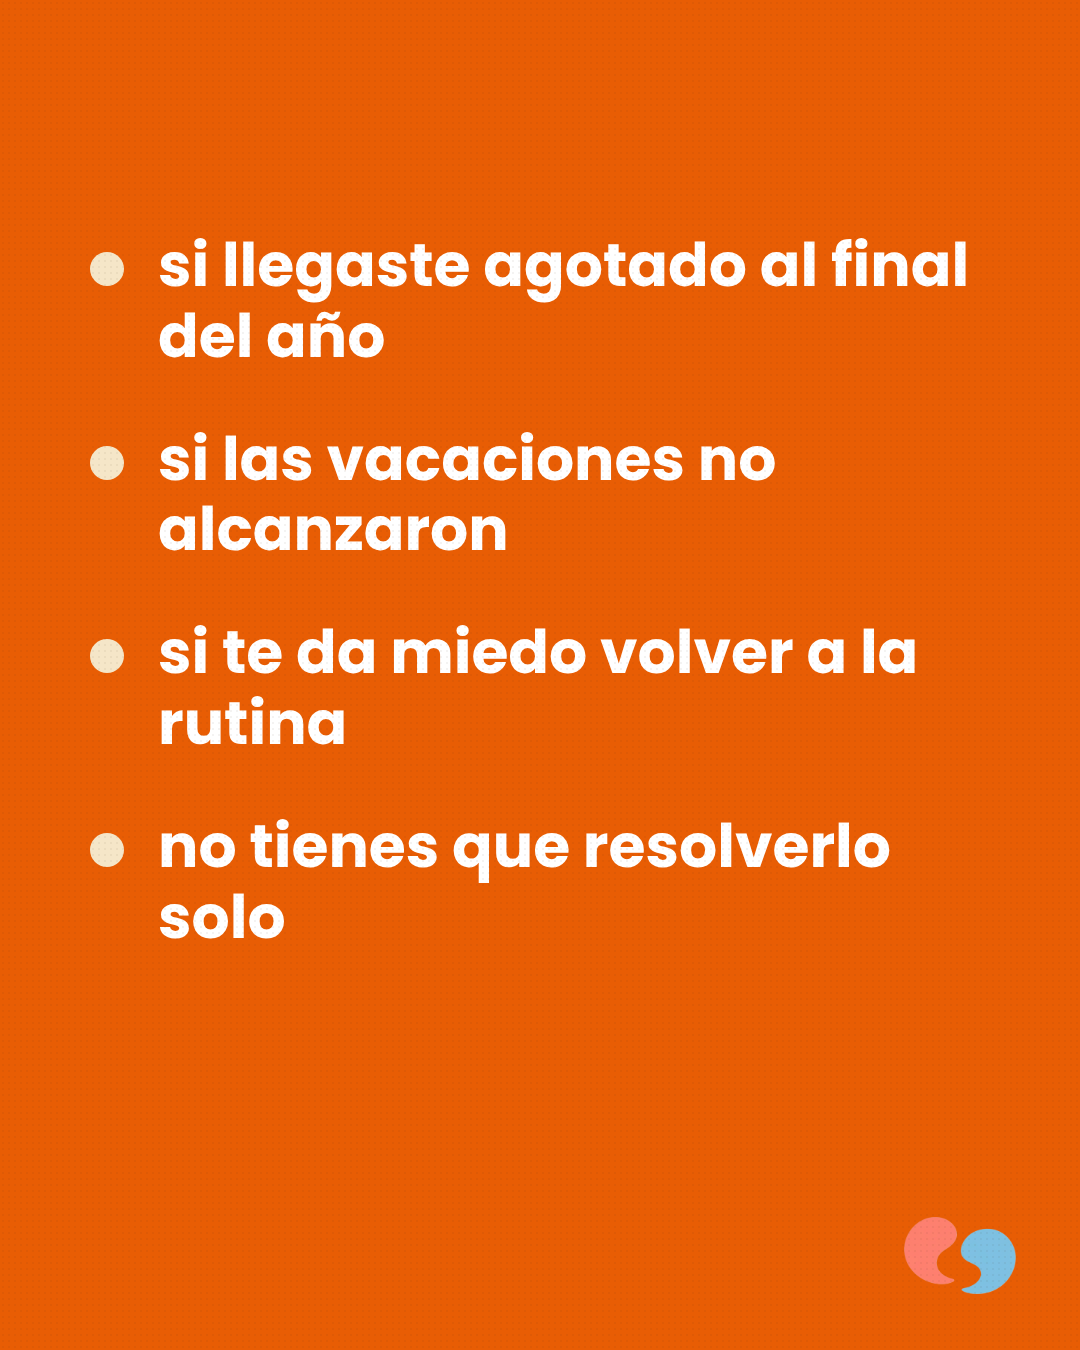 si llegaste agotado al final
del año
si las vacaciones no
alcanzaron
si te da miedo volver a la
rutina
no tienes que resolverlo
solo